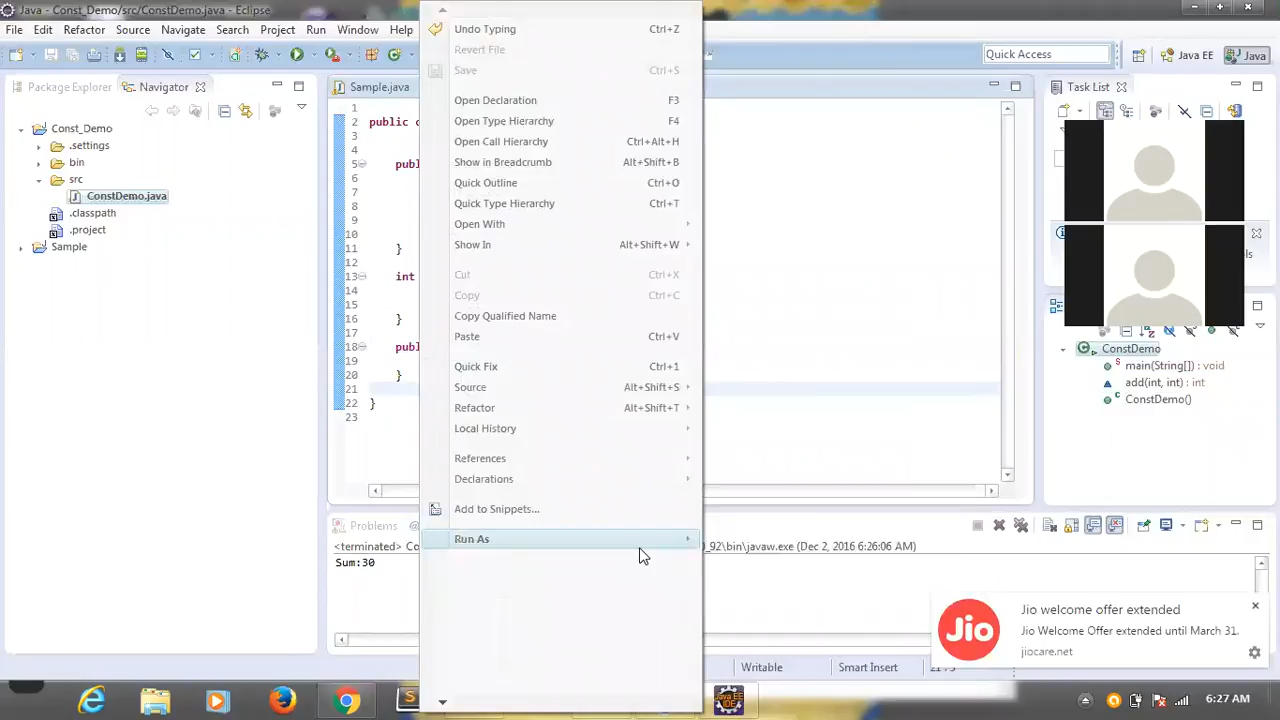 Java - Const_Demo/src/ConstDemo.java - Eclipse
File Edit Refactor Source Navigate Search Project Run Window Help
Quick Access
Java EE
Java
Package Explorer
Navigator
Const_Demo
.settings
bin
src
ConstDemo.java
.classpath
.project
Sample
Sample.java
1
2 public c
3
4
5 publ
6
7
8
9
10
11 }
12
13 int
14
15
16 }
17
18 publ
19
20 }
21
22 }
23
Undo Typing Ctrl+Z
Revert File
Save Ctrl+S
Open Declaration F3
Open Type Hierarchy F4
Open Call Hierarchy Ctrl+Alt+H
Show in Breadcrumb Alt+Shift+B
Quick Outline Ctrl+O
Quick Type Hierarchy Ctrl+T
Open With
Show In Alt+Shift+W
Cut Ctrl+X
Copy Ctrl+C
Copy Qualified Name
Paste Ctrl+V
Quick Fix Ctrl+1
Source Alt+Shift+S
Refactor Alt+Shift+T
Local History
References
Declarations
Add to Snippets...
Run As
Task List
ConstDemo
main(String[]) : void
add(int, int) : int
ConstDemo()
Problems
<terminated> Co
_92\bin\javaw.exe (Dec 2, 2016 6:26:06 AM)
Sum:30
Jio
Jio welcome offer extended
Jio Welcome Offer extended until March 31.
jiocare.net
Writable
Smart Insert
Java EE
IDE
6:27 AM